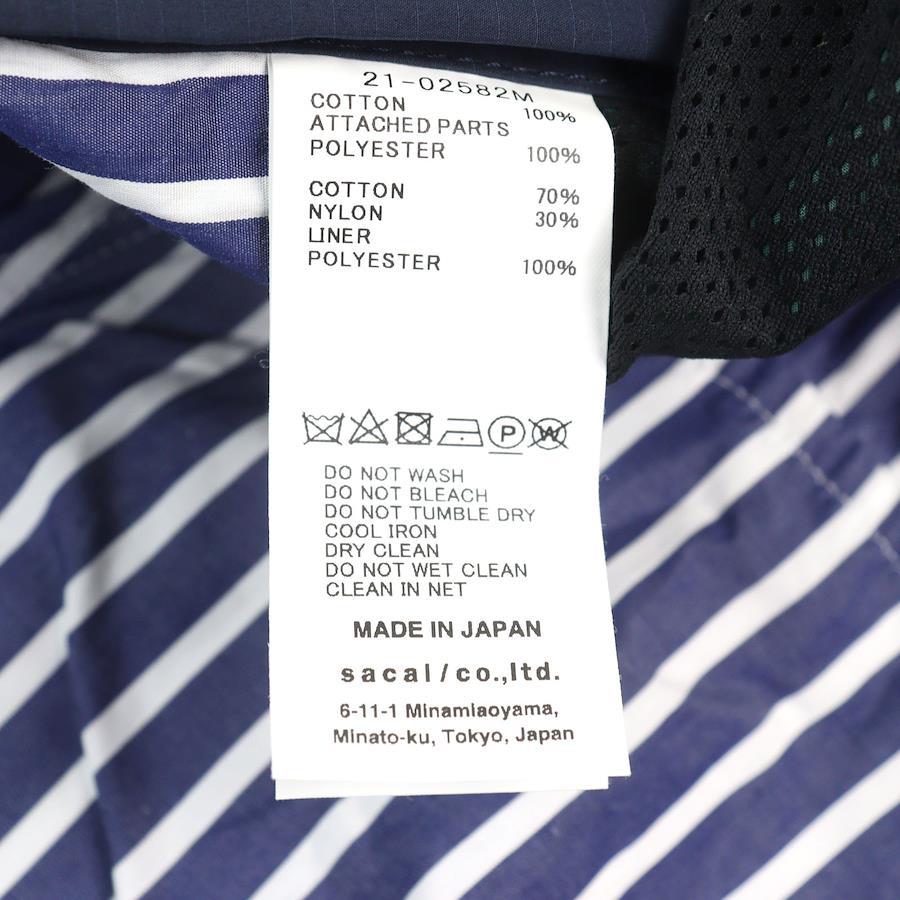 21-02582M
COTTON 100%
ATTACHED PARTS
POLYESTER 100%
COTTON 70%
NYLON 30%
LINER
POLYESTER 100%
P W
DO NOT WASH
DO NOT BLEACH
DO NOT TUMBLE DRY
COOL IRON
DRY CLEAN
DO NOT WET CLEAN
CLEAN IN NET
MADE IN JAPAN
sacai/co.,ltd.
6-11-1 Minamiaoyama,
Minato-ku, Tokyo, Japan